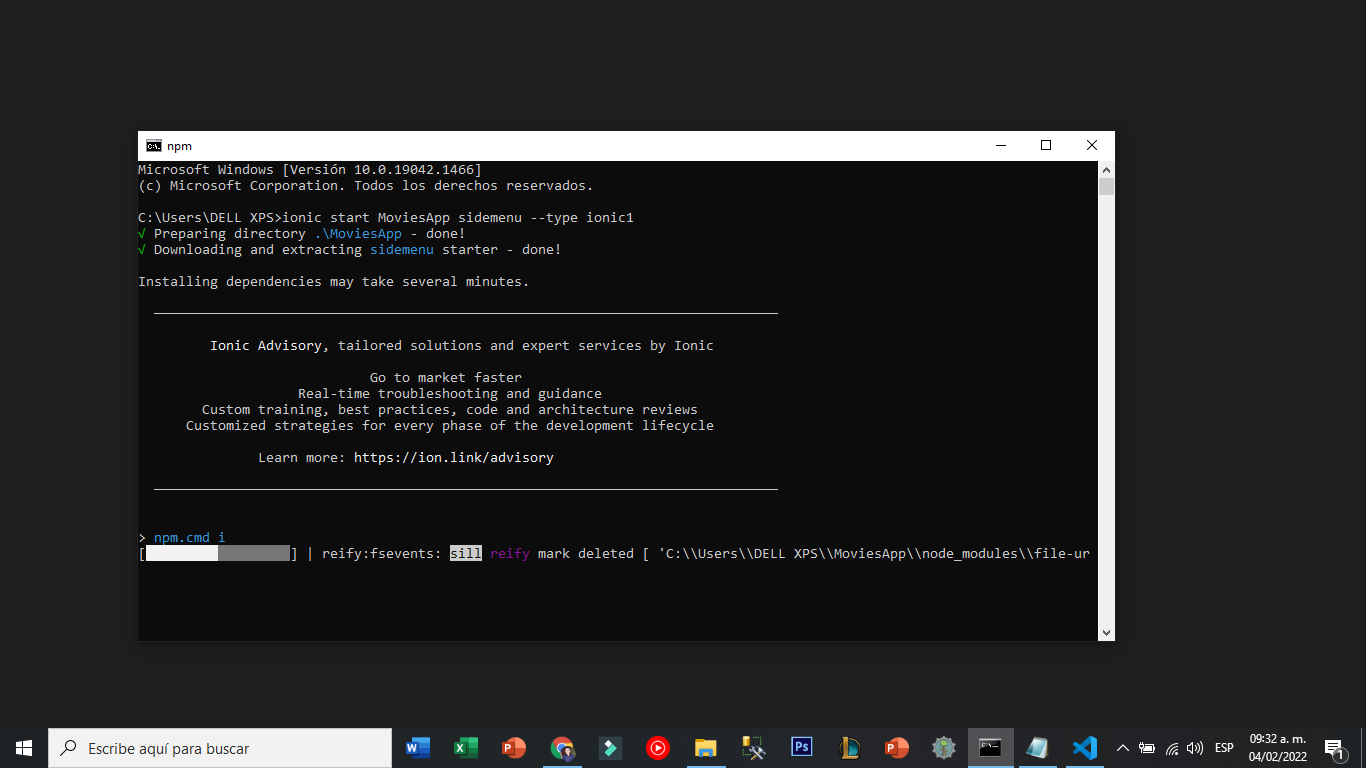 npm
Microsoft Windows [Versión 10.0.19042.1466]
(c) Microsoft Corporation. Todos los derechos reservados.
C:\Users\DELL XPS>ionic start MoviesApp sidemenu --type ionic1
√ Preparing directory .\MoviesApp - done!
√ Downloading and extracting sidemenu starter - done!
Installing dependencies may take several minutes.
Ionic Advisory, tailored solutions and expert services by Ionic
Go to market faster
Real-time troubleshooting and guidance
Custom training, best practices, code and architecture reviews
Customized strategies for every phase of the development lifecycle
Learn more: https://ion.link/advisory
> npm.cmd i
[ ] | reify:fsevents: sill reify mark deleted [ 'C:\\Users\\DELL XPS\\MoviesApp\\node_modules\\file-ur
Escribe aquí para buscar
Ps
ESP
09:32 a. m.
04/02/2022
1